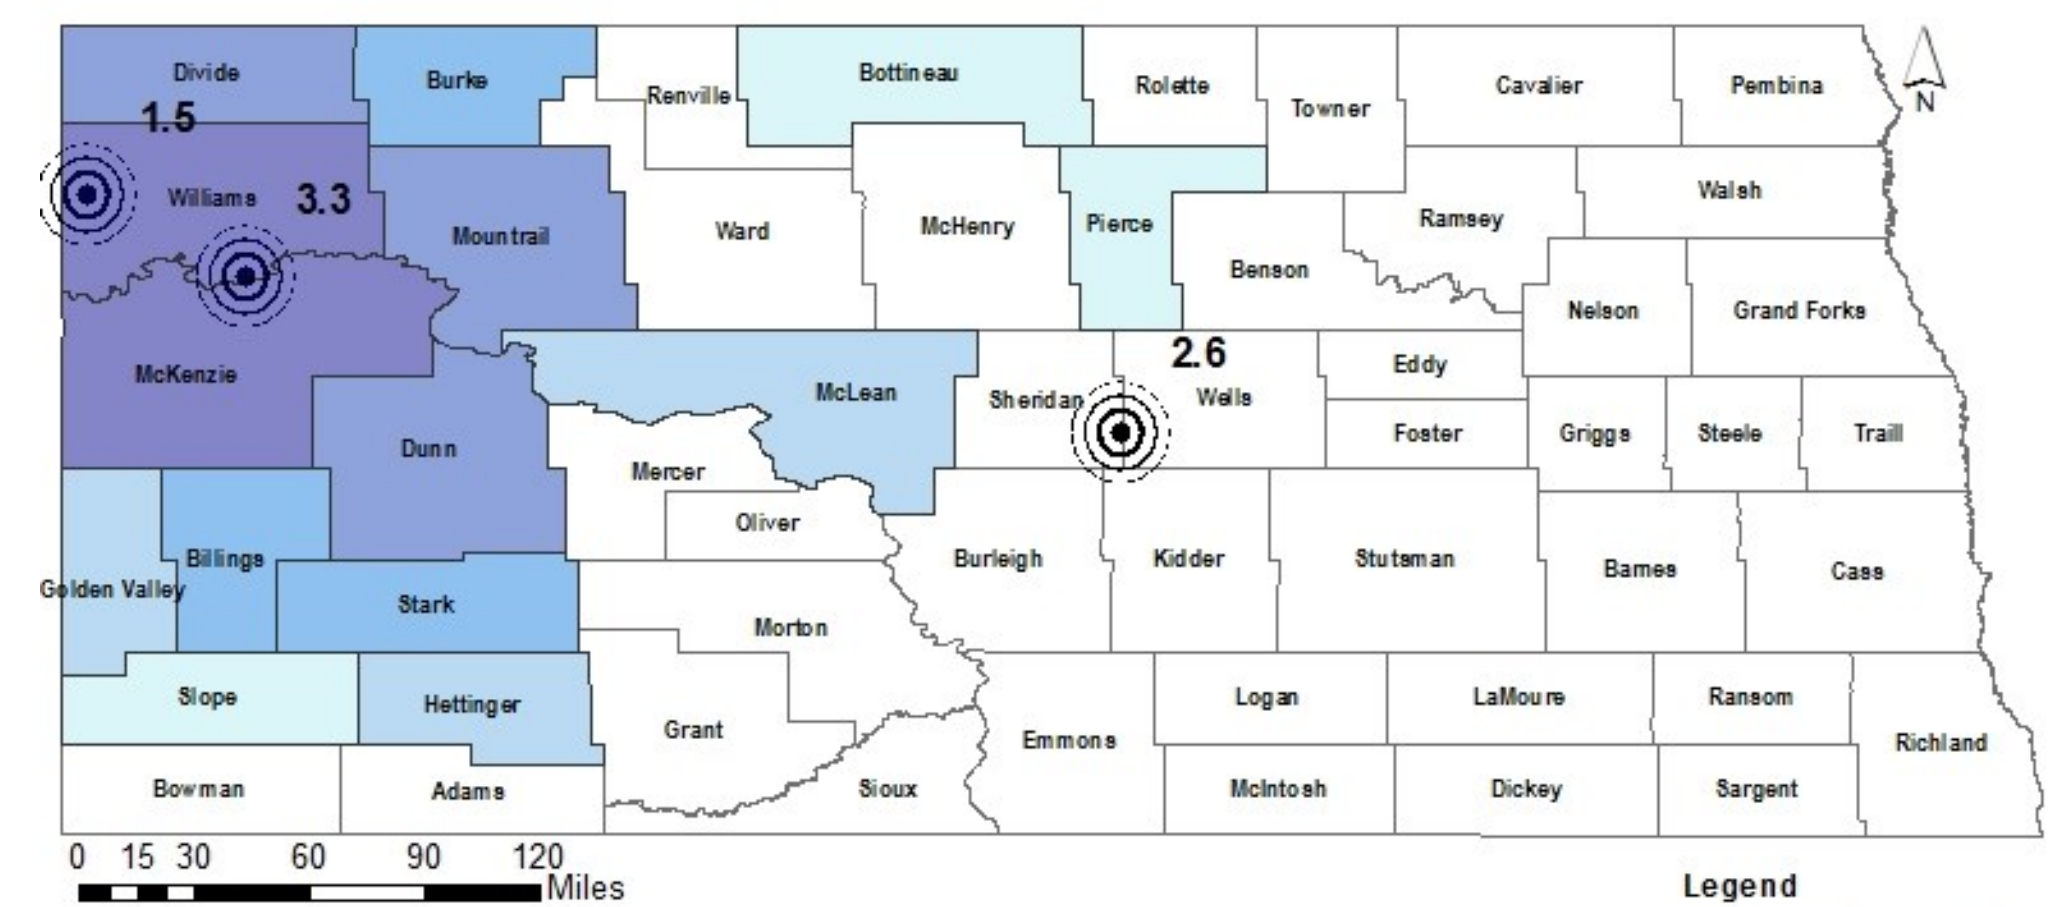 Divide
Burke
Renville
Bottineau
Rolette
Towner
Cavalier
Pembina
N
1.5
Williams
3.3
Mountrail
Ward
McHenry
Pierce
Benson
Ramsey
Walsh
Nelson
Grand Forks
McKenzie
Dunn
McLean
Sheridan
2.6
Wells
Eddy
Foster
Griggs
Steele
Traill
Mercer
Oliver
Golden Valley
Billings
Stark
Morton
Burleigh
Kidder
Stutsman
Barnes
Cass
Slope
Hettinger
Grant
Emmons
Logan
LaMoure
Ransom
Richland
Bowman
Adams
Sioux
McIntosh
Dickey
Sargent
0 15 30 60 90 120
Miles
Legend